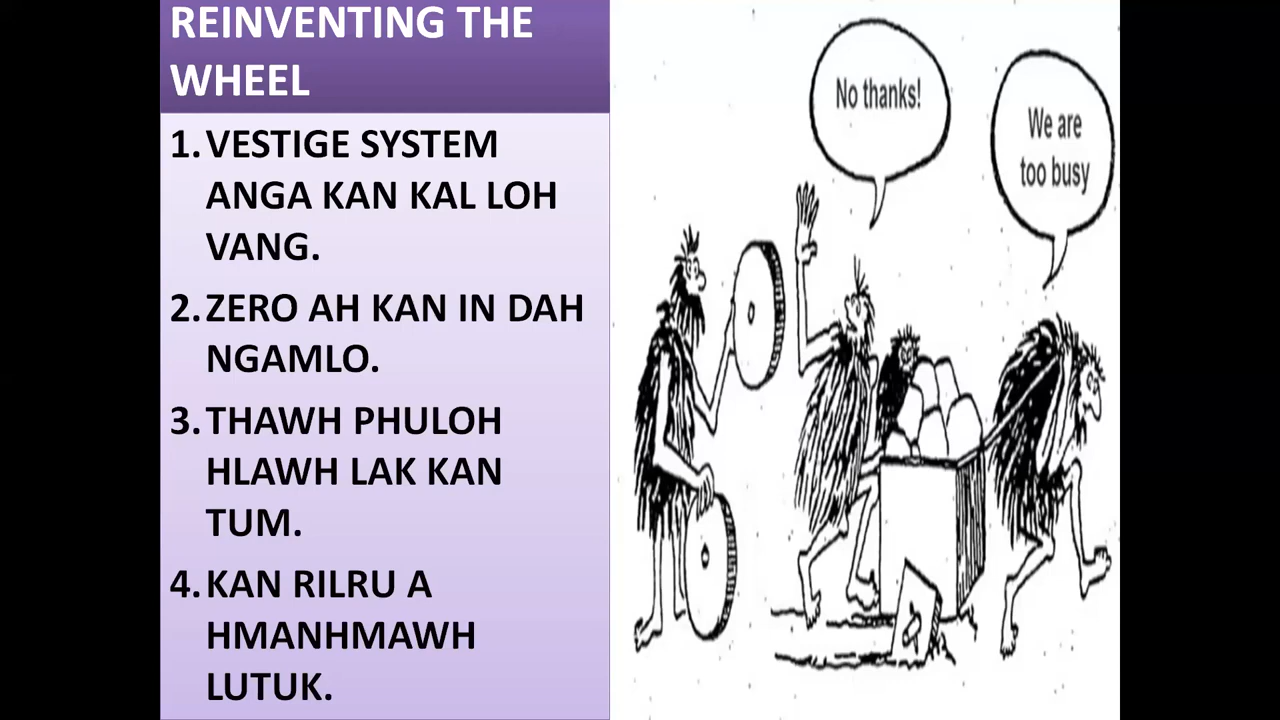 REINVENTING THE
WHEEL
1. VESTIGE SYSTEM
ANGA KAN KAL LOH
VANG.
2. ZERO AH KAN IN DAH
NGAMLO.
3. THAWH PHULOH
HLAWH LAK KAN
TUM.
4. KAN RILRU A
HMANHMAWH
LUTUK.
No thanks!
We are
too busy